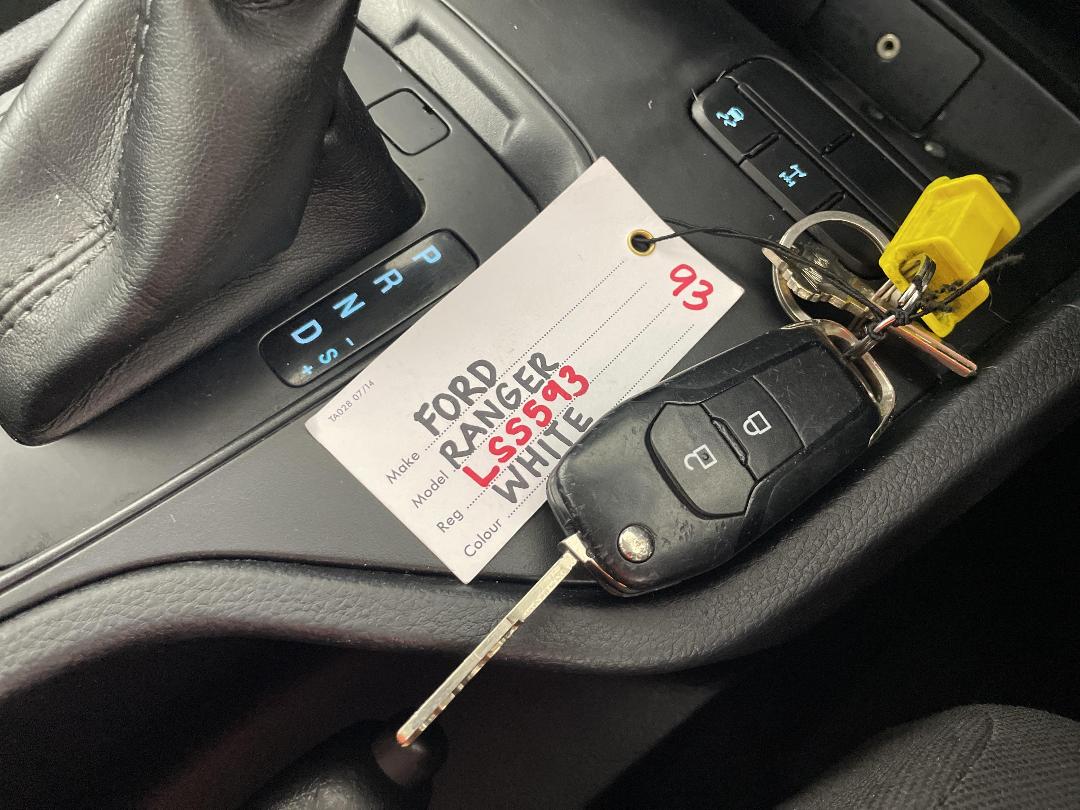 P
R
N
D
- S +
93
TA028 07/14
Make FORD
Model RANGER
Reg LSS593
Colour WHITE